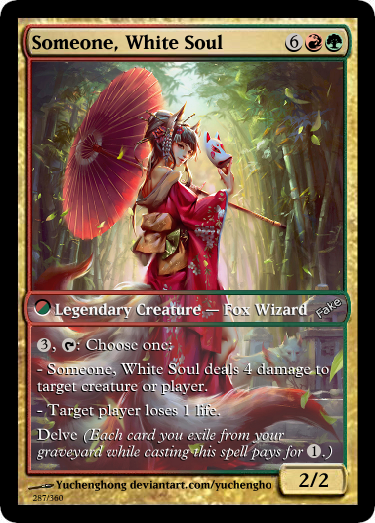 Someone, White Soul 6
Legendary Creature — Fox Wizard Fake
3, : Choose one:
- Someone, White Soul deals 4 damage to
target creature or player.
- Target player loses 1 life.
Delve (Each card you exile from your
graveyard while casting this spell pays for 1.)
2/2
Yuchenghong deviantart.com/yuchengho
287/360